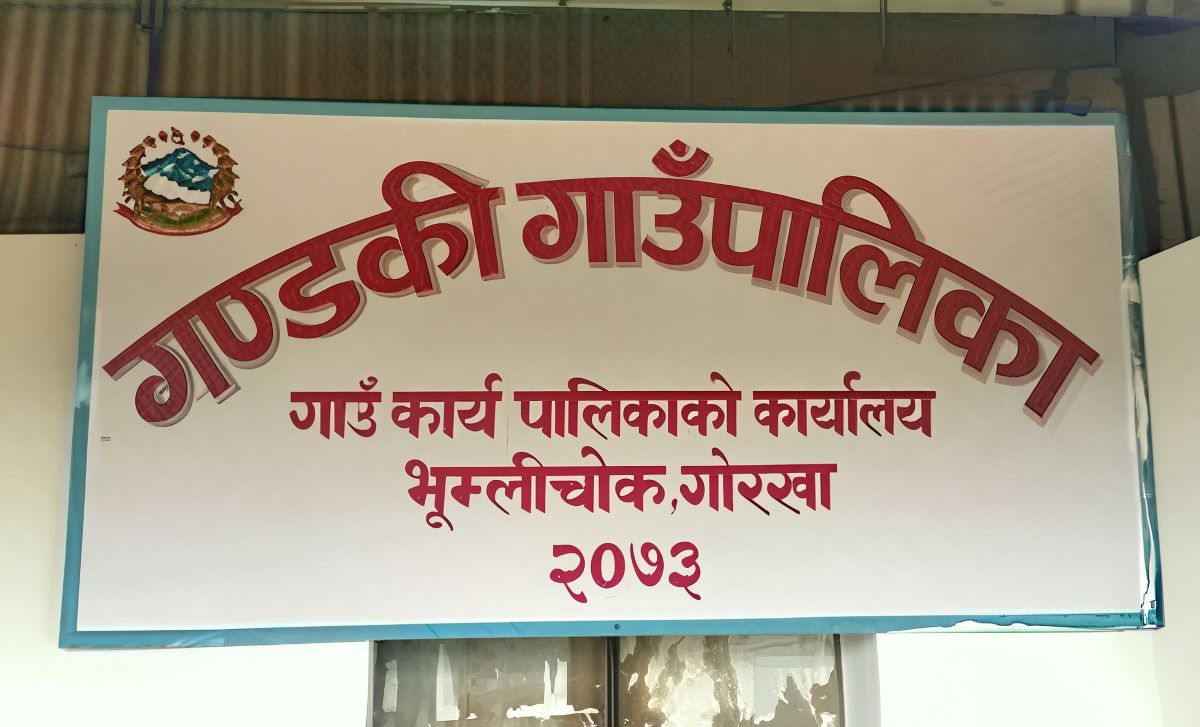 गण्डकी गाउँपालिका
गाउँ कार्य पालिकाको कार्यालय
भूम्लीचोक,गोरखा
२०७३